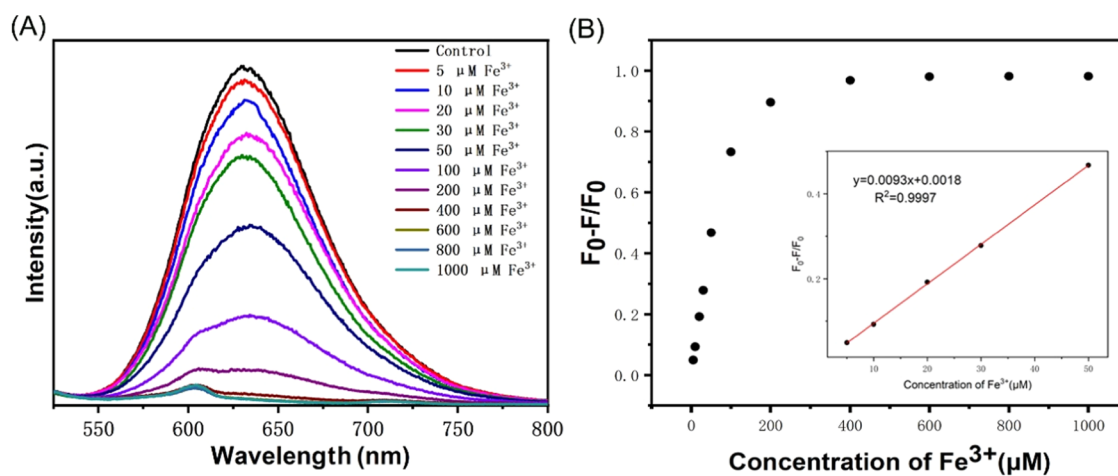 (A)
Control
5 μM Fe³⁺
10 μM Fe³⁺
20 μM Fe³⁺
30 μM Fe³⁺
50 μM Fe³⁺
100 μM Fe³⁺
200 μM Fe³⁺
400 μM Fe³⁺
600 μM Fe³⁺
800 μM Fe³⁺
1000 μM Fe³⁺
Intensity(a.u.)
550 600 650 700 750 800
Wavelength (nm)
(B)
1.0
0.8
0.6
0.4
0.2
0.0
F₀-F/F₀
0 200 400 600 800 1000
Concentration of Fe³⁺(μM)
y=0.0093x+0.0018
R²=0.9997
0.4
0.2
F₀-F/F₀
10 20 30 40 50
Concentration of Fe³⁺(μM)